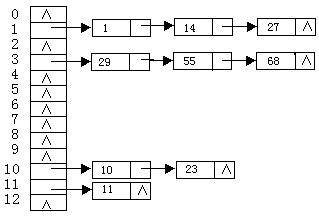 0 ∧
1 1 14 27 ∧
2 ∧
3 29 55 68 ∧
4 ∧
5 ∧
6 ∧
7 ∧
8 ∧
9 ∧
10 10 23 ∧
11 11 ∧
12 ∧